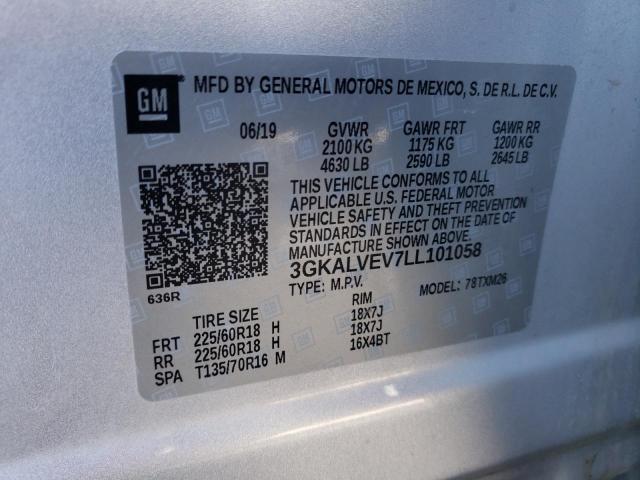 GM
MFD BY GENERAL MOTORS DE MEXICO, S. DE R.L. DE C.V.
06/19 GVWR GAWR FRT GAWR RR
2100 KG 1175 KG 1200 KG
4630 LB 2590 LB 2645 LB
THIS VEHICLE CONFORMS TO ALL
APPLICABLE U.S. FEDERAL MOTOR
VEHICLE SAFETY AND THEFT PREVENTION
STANDARDS IN EFFECT ON THE DATE OF
MANUFACTURE SHOWN ABOVE.
3GKALVEV7LL101058
TYPE: M.P.V. MODEL: 78TXM26
636R
TIRE SIZE RIM
FRT 225/60R18 H 18X7J
RR 225/60R18 H 18X7J
SPA T135/70R16 M 16X4BT